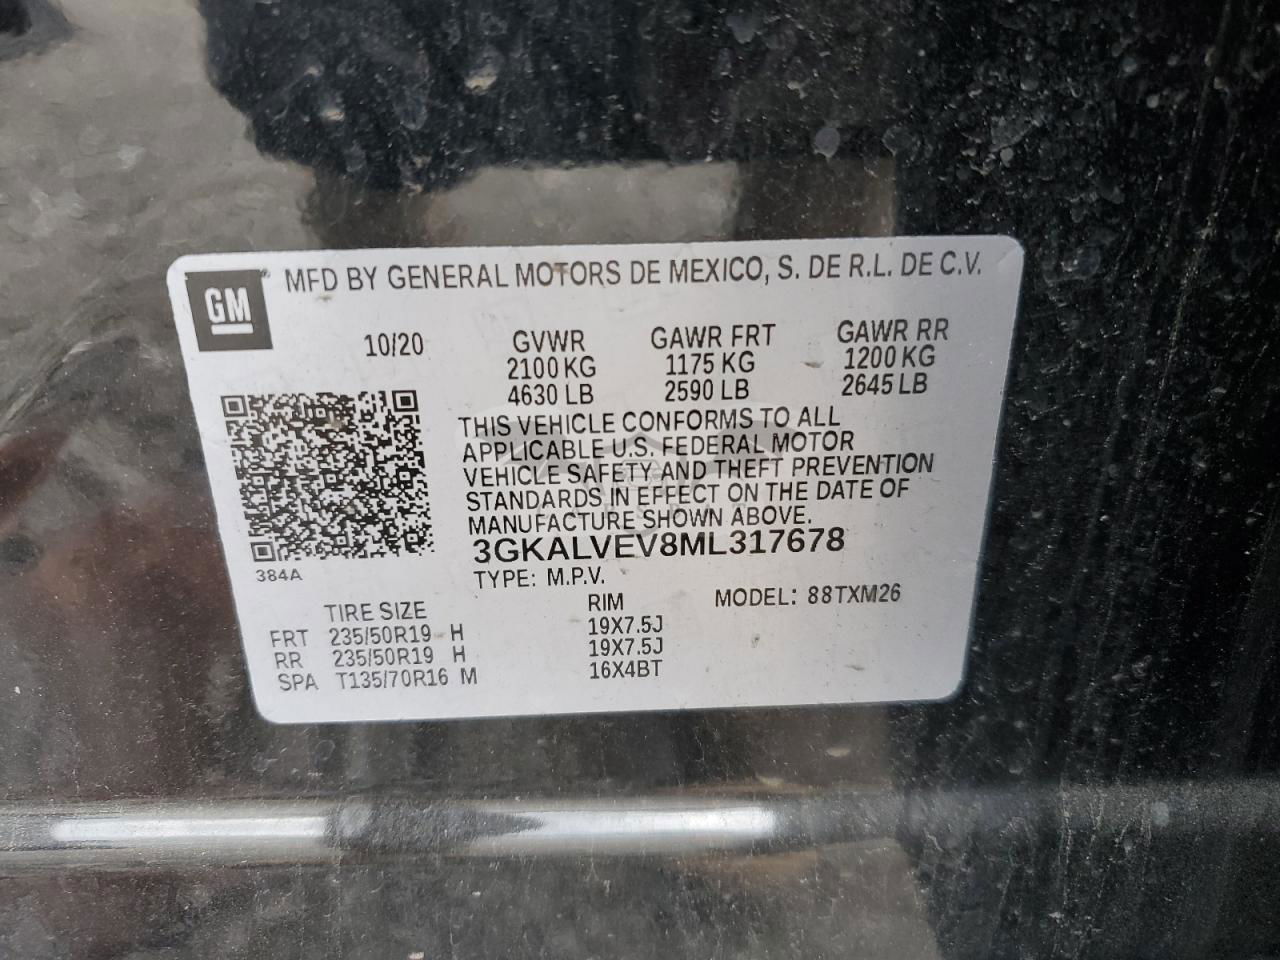 GM
MFD BY GENERAL MOTORS DE MEXICO, S. DE R.L. DE C.V.
10/20 GVWR GAWR FRT GAWR RR
2100 KG 1175 KG 1200 KG
4630 LB 2590 LB 2645 LB
THIS VEHICLE CONFORMS TO ALL
APPLICABLE U.S. FEDERAL MOTOR
VEHICLE SAFETY AND THEFT PREVENTION
STANDARDS IN EFFECT ON THE DATE OF
MANUFACTURE SHOWN ABOVE.
3GKALVEV8ML317678
384A
TYPE: M.P.V.
TIRE SIZE RIM MODEL: 88TXM26
FRT 235/50R19 H 19X7.5J
RR 235/50R19 H 19X7.5J
SPA T135/70R16 M 16X4BT